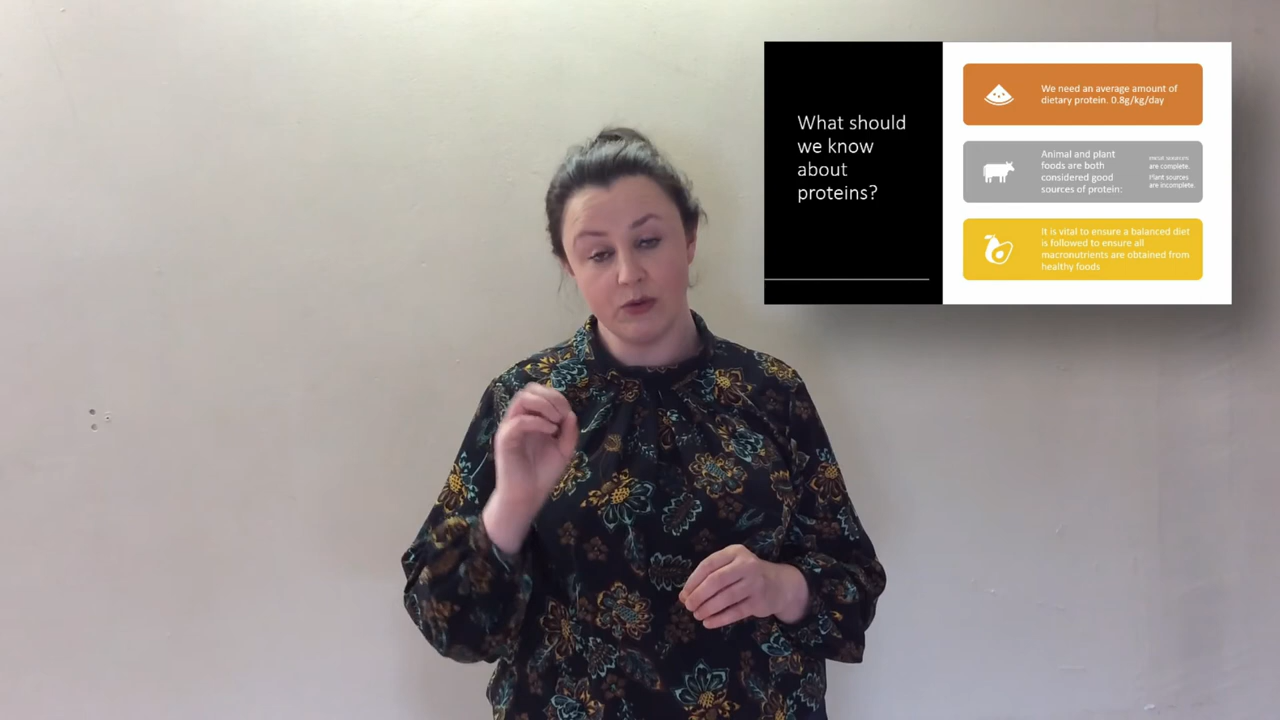 What should
we know
about
proteins?
We need an average amount of
dietary protein. 0.8g/kg/day
Animal and plant
foods are both
considered good
sources of protein:
sources
are complete.
Plant sources
are incomplete.
It is vital to ensure a balanced diet
is followed to ensure all
macronutrients are obtained from
healthy foods